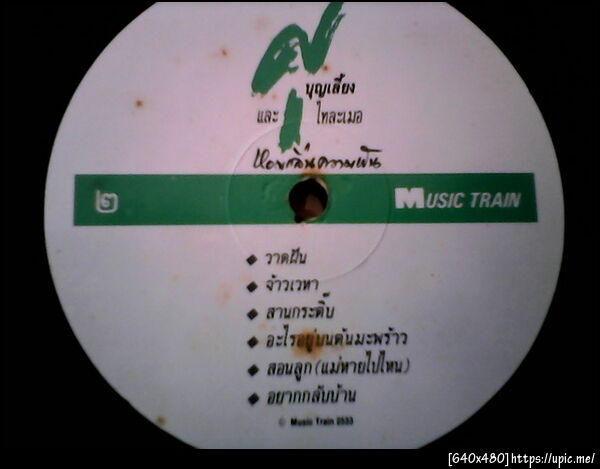 สุ
บุญเลี้ยง
และ ไทละเมอ
หอมกลิ่นความฝัน
๒ MUSIC TRAIN
◆ วาดฝัน
◆ จ้าวเวหา
◆ สานกระติ๊บ
◆ อะไรอยู่บนต้นมะพร้าว
◆ สอนลูก (แม่หายไปไหน)
◆ อยากกลับบ้าน
© Music Train 2533
[640x480]https://upic.me/